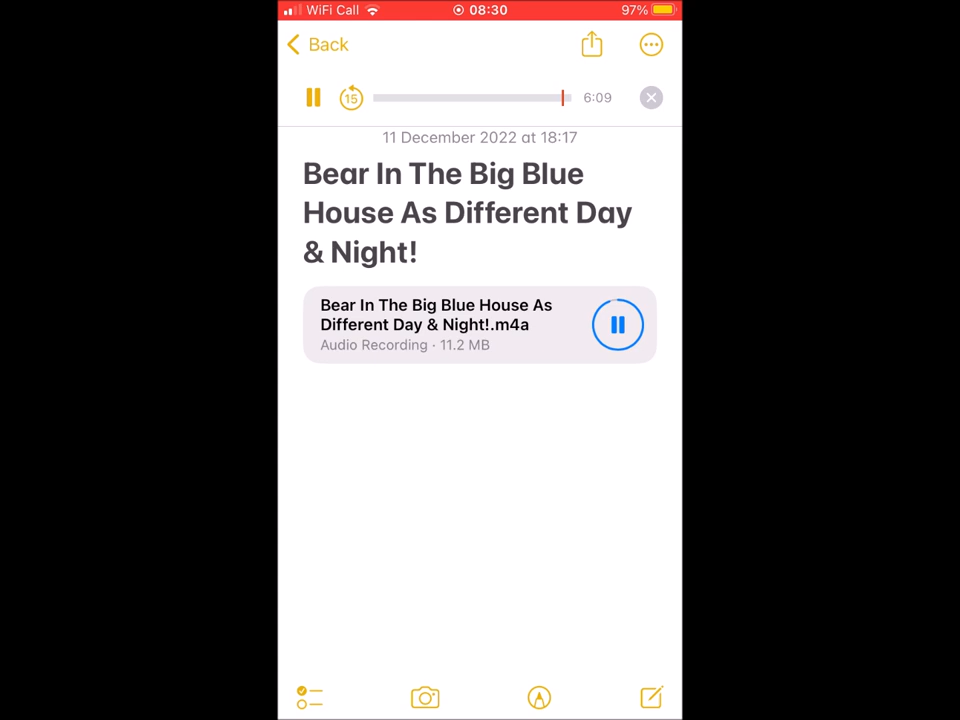 WiFi Call 08:30 97%
Back
15 6:09
11 December 2022 at 18:17
Bear In The Big Blue
House As Different Day
& Night!
Bear In The Big Blue House As
Different Day & Night!.m4a
Audio Recording · 11.2 MB